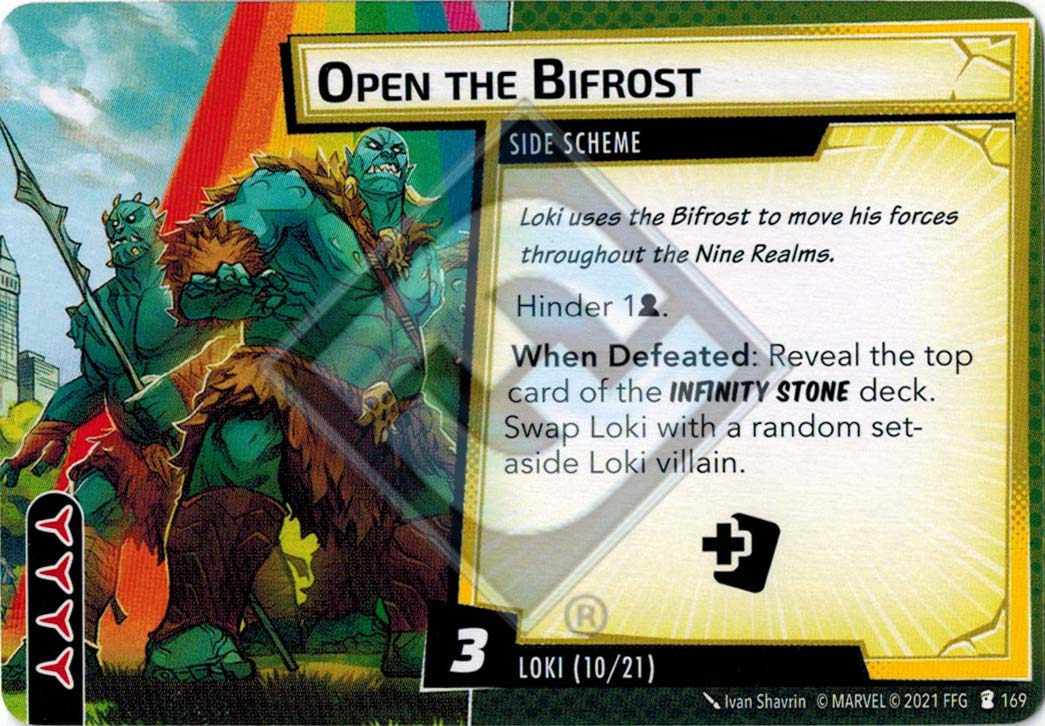 OPEN THE BIFROST
SIDE SCHEME
Loki uses the Bifrost to move his forces
throughout the Nine Realms.
Hinder 1.
When Defeated: Reveal the top
card of the INFINITY STONE deck.
Swap Loki with a random set-
aside Loki villain.
®
3
LOKI (10/21)
Ivan Shavrin © MARVEL © 2021 FFG 169